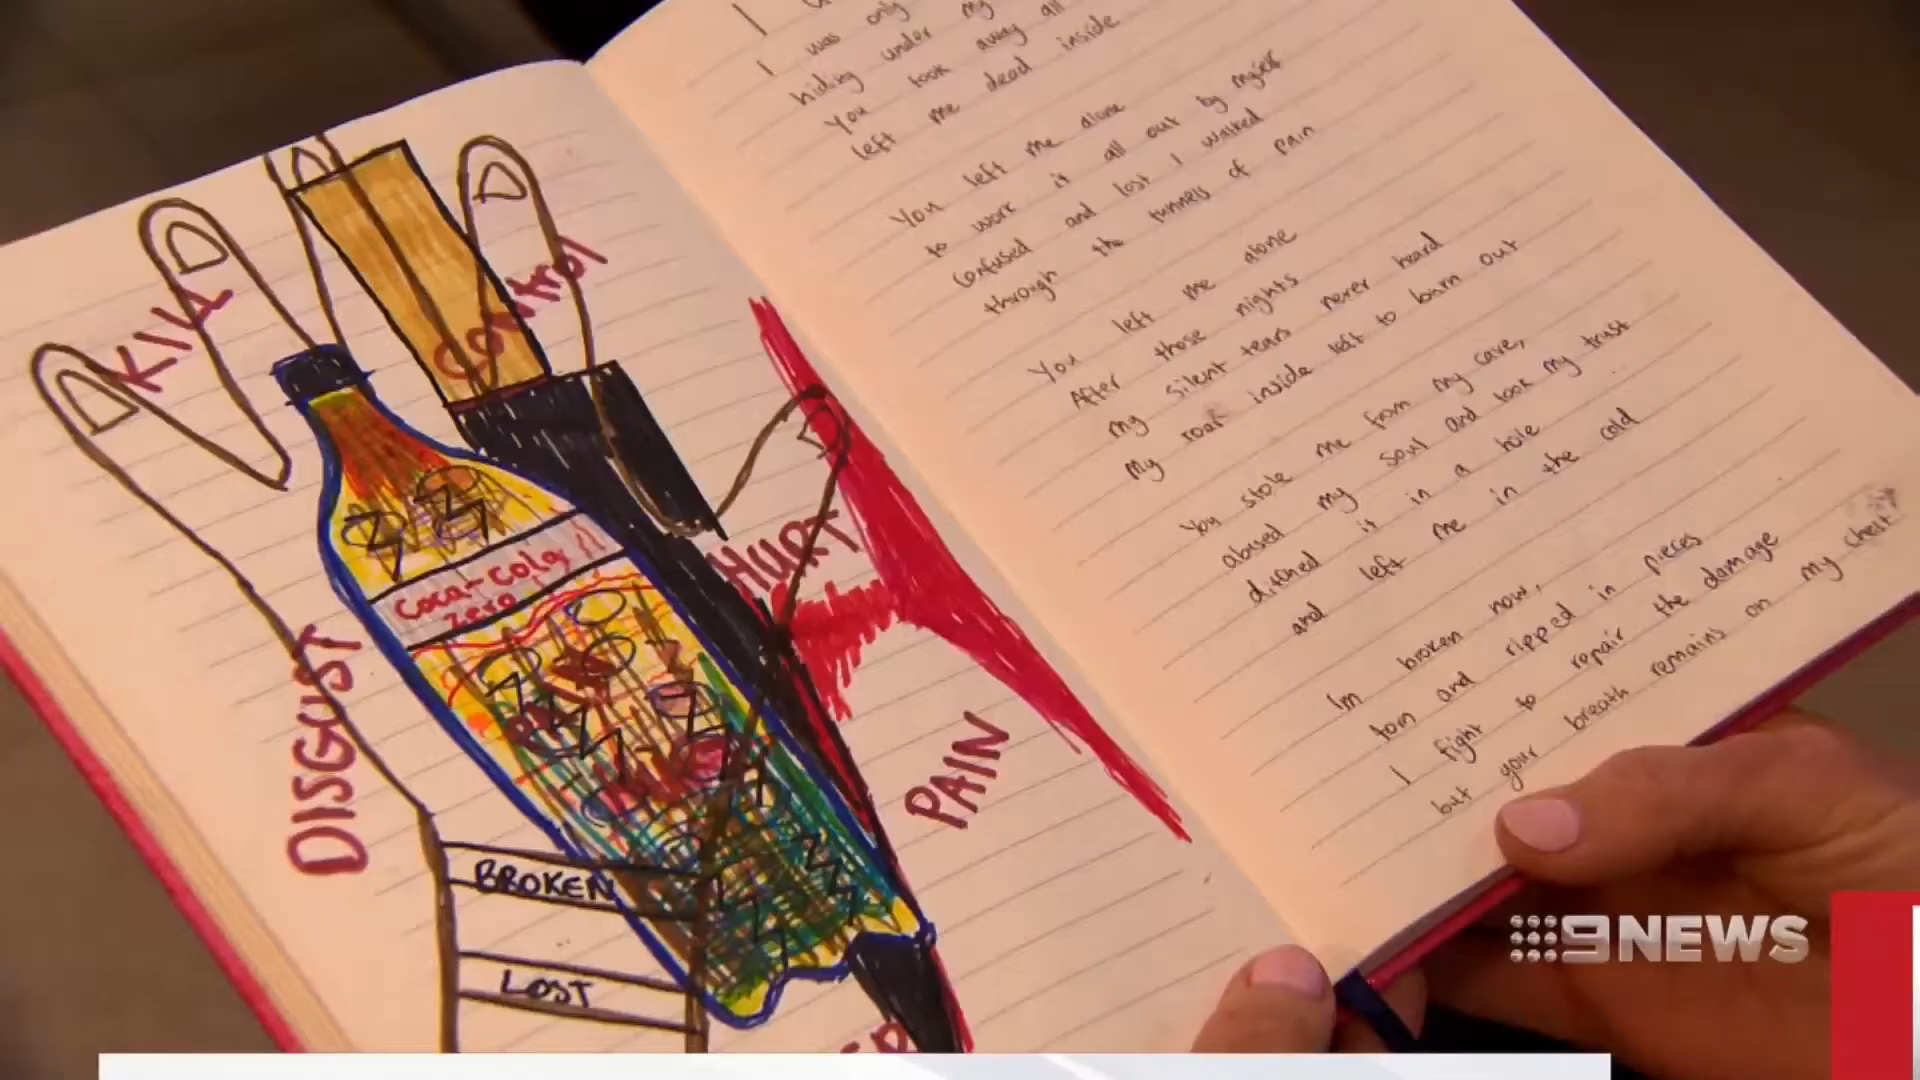 KILL
Control
HURT
Coca-Cola
Zero
DISGUST
PAIN
BROKEN
LOST
I was only
hiding under my
You took away all
left me dead inside
You left me alone
to work it all out by myself
Confused and lost I walked
through the tunnels of pain
You left me alone
After those nights
my silent tears never heard
My roar inside left to burn out
You stole me from my care,
abused my soul and took my trust
ditched it in a hole
and left me in the cold
Im broken now,
torn and ripped in pieces
I fight to repair the damage
but your breath remains on my chest
9NEWS